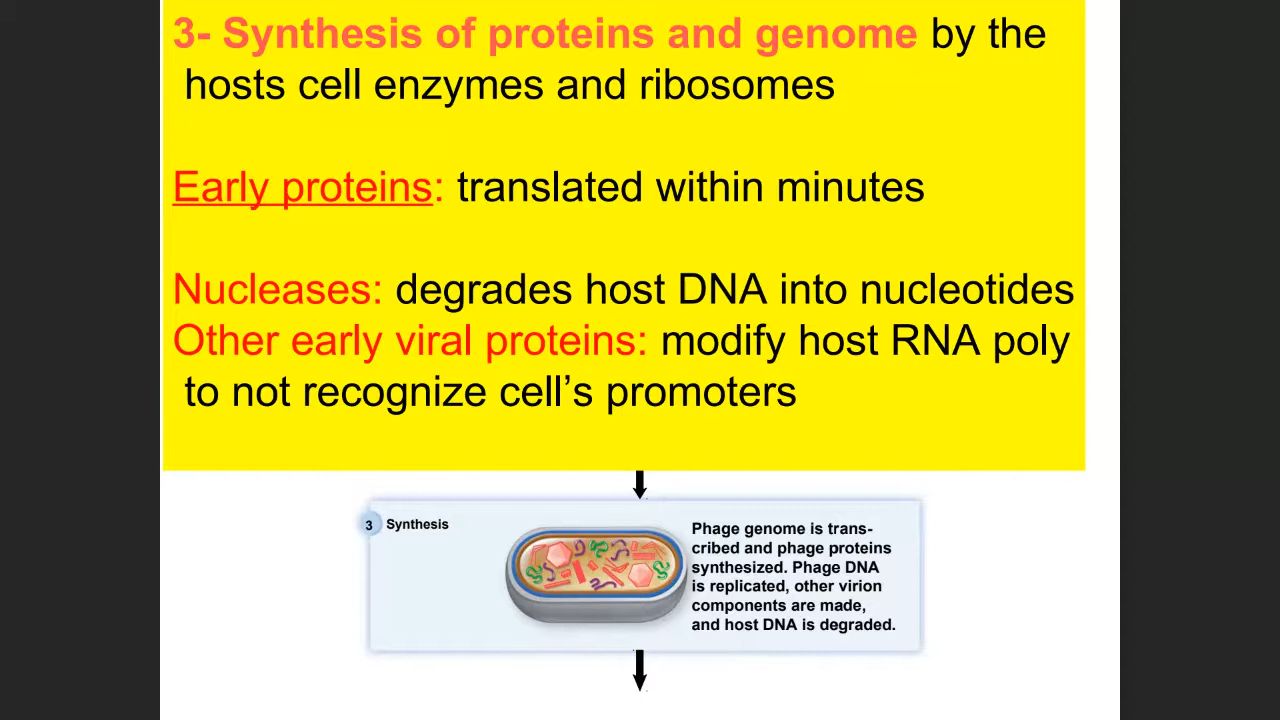 3- Synthesis of proteins and genome by the
hosts cell enzymes and ribosomes
Early proteins: translated within minutes
Nucleases: degrades host DNA into nucleotides
Other early viral proteins: modify host RNA poly
to not recognize cell’s promoters
3 Synthesis
Phage genome is trans-
cribed and phage proteins
synthesized. Phage DNA
is replicated, other virion
components are made,
and host DNA is degraded.